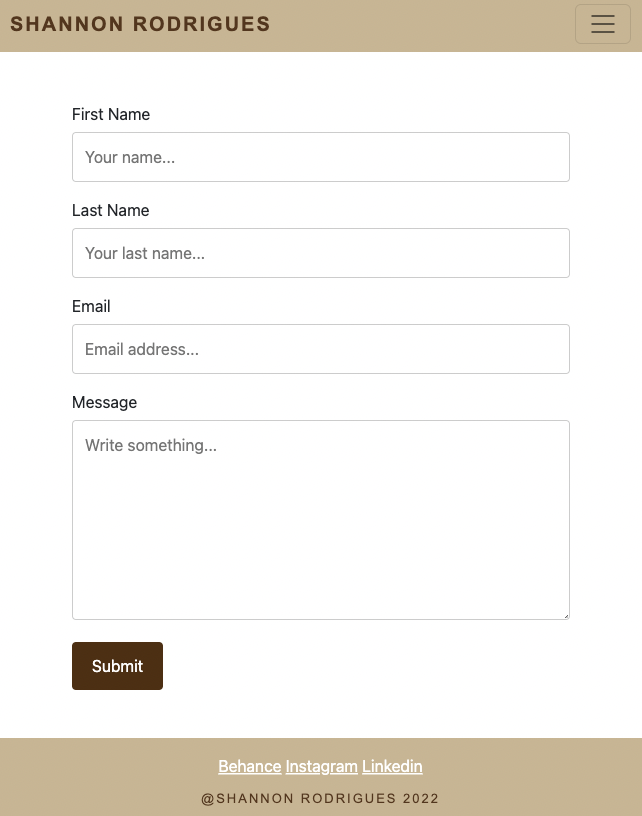 SHANNON RODRIGUES
First Name
Your name...
Last Name
Your last name...
Email
Email address...
Message
Write something...
Submit
Behance Instagram Linkedin
@SHANNON RODRIGUES 2022